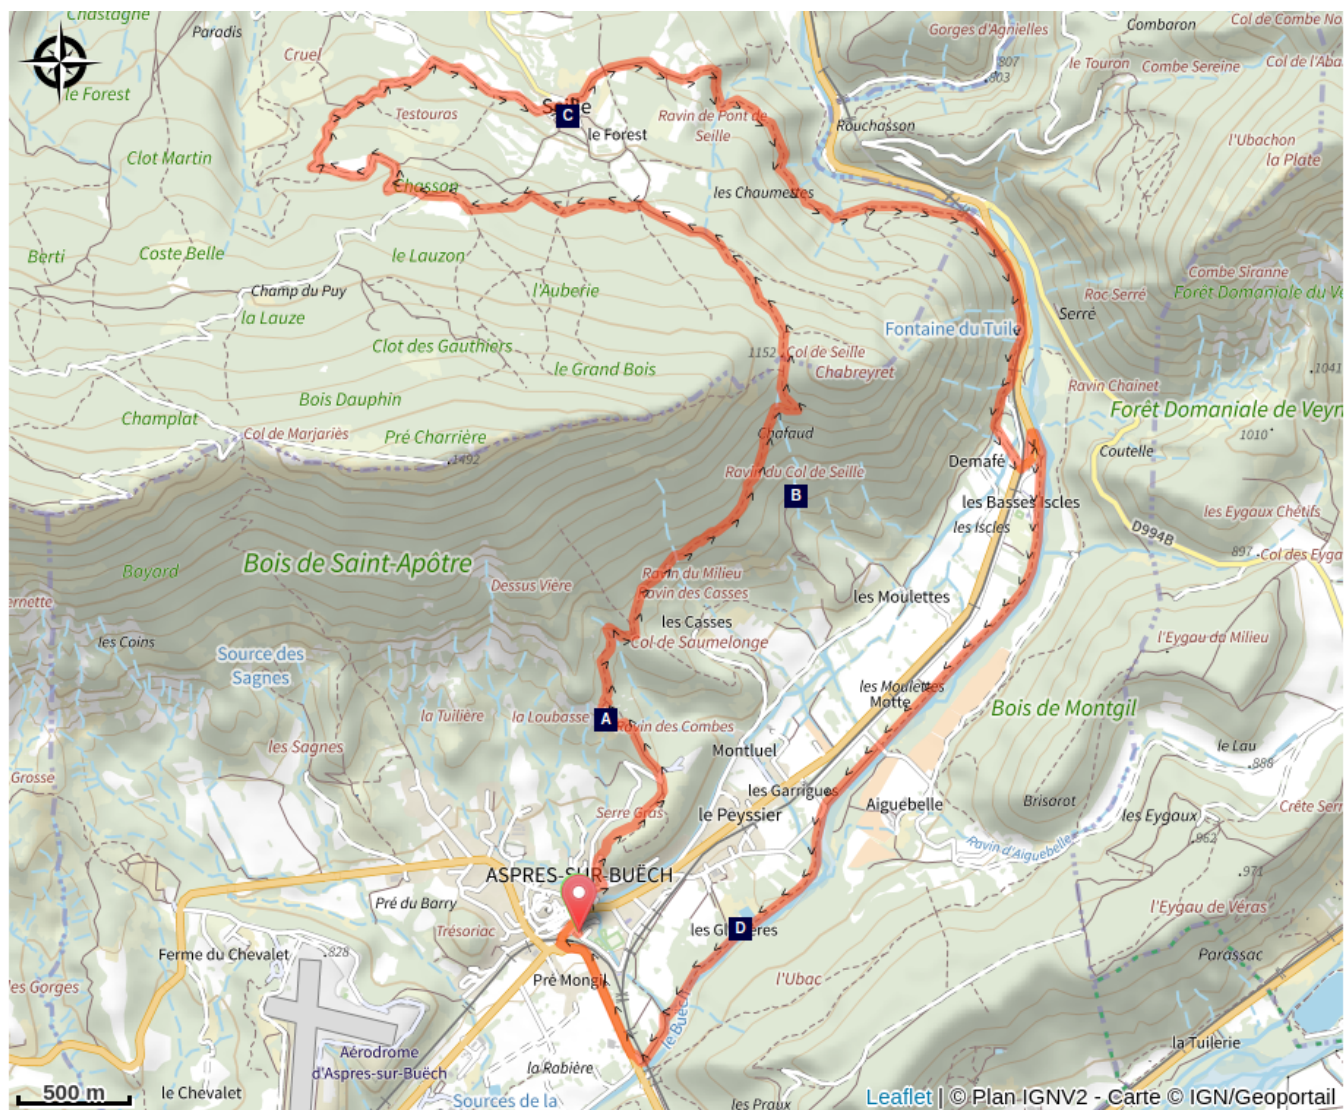 Chastagne
Paradis
Cruel
Combaron
Col de Combe No
Gorges d'Agnielles
807
803
le Touron
Combe Sereine
Col de l'Aba
le Forest
Testouras
C
le Forest
Ravin de Pont de
Seille
Rouchasson
l'Ubachon
la Plate
Clot Martin
Chasson
les Chaumettes
Berti
Coste Belle
le Lauzon
Combe Siranne
Forêt Domaniale du Ve
Champ du Puy
l'Auberie
Roc Serré
la Lauze
Serre
Fontaine du Tuile
Clot des Gauthiers
1152
Col de Seille
Chabreyret
le Grand Bois
1041
Ravin Chainet
Bois Dauphin
Champlat
Forêt Domaniale de Veyn
Col de Marjariès
Pré Charrière
Chafaud
1010
1492
Coutelle
Demafé
Ravin du Col de Seille
B
les Basses Iscles
les Iscles
les Eygaux Chétifs
D994B
897
Col des Eyga
Bois de Saint-Apôtre
Bayard
Ravin du Milieu
Ravin des Casses
Dessus Vière
les Moulettes
ernette
les Coins
les Casses
Col de Saumelonge
l'Eygau du Milieu
Source des
Sagnes
les Moulettes
Motte
Bois de Montgil
la Tuilière
la Loubasse
A
Ravin des Combes
les Sagnes
Montluel
le Lau
888
Grosse
les Garrigues
Aiguebelle
Brisorot
Crête Serr
Serre Gras
le Peyssier
les Eygaux
962
Ravin d'Aiguebelle
ASPRES-SUR-BUËCH
971
Pré du Barry
l'Eygau de Véras
Trésoriac
D
Ferme du Chevalet
828
Parassac
les Gorges
Pré Mongil
l'Ubac
le Buëch
la Tuilerie
Aérodrome
d'Aspres-sur-Buëch
la Rabière
500 m
le Chevalet
Sources de la
les Praux
Leaflet | © Plan IGNV2 - Carte © IGN/Geoportail